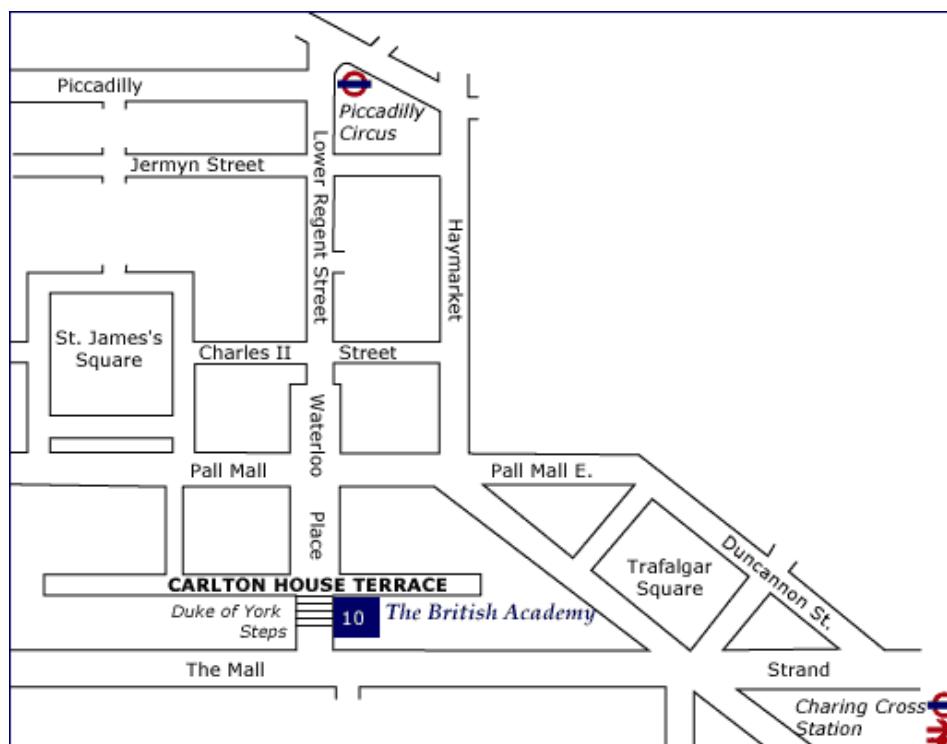 Piccadilly
Piccadilly
Circus
Jermyn Street
Lower Regent Street
Haymarket
St. James's
Square
Charles II
Street
Waterloo
Place
Pall Mall
Pall Mall E.
Duncannon St.
Trafalgar
Square
CARLTON HOUSE TERRACE
Duke of York
Steps
10
The British Academy
The Mall
Strand
Charing Cross
Station